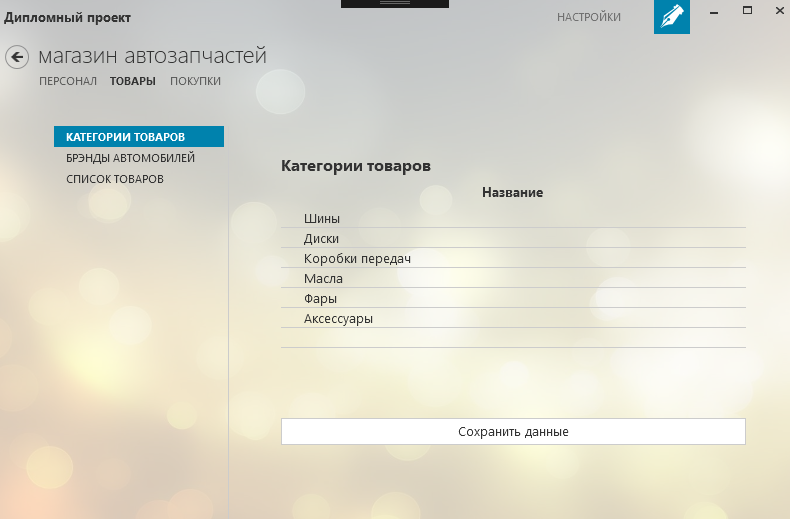 Дипломный проект
НАСТРОЙКИ
магазин автозапчастей
ПЕРСОНАЛ ТОВАРЫ ПОКУПКИ
КАТЕГОРИИ ТОВАРОВ
БРЭНДЫ АВТОМОБИЛЕЙ
СПИСОК ТОВАРОВ
Категории товаров
Название
Шины
Диски
Коробки передач
Масла
Фары
Аксессуары
Сохранить данные